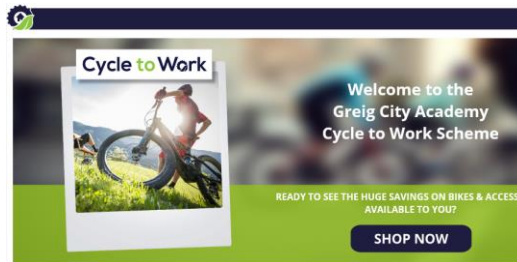 Cycle to Work
Welcome to the
Greig City Academy
Cycle to Work Scheme
READY TO SEE THE HUGE SAVINGS ON BIKES & ACCESS
AVAILABLE TO YOU?
SHOP NOW